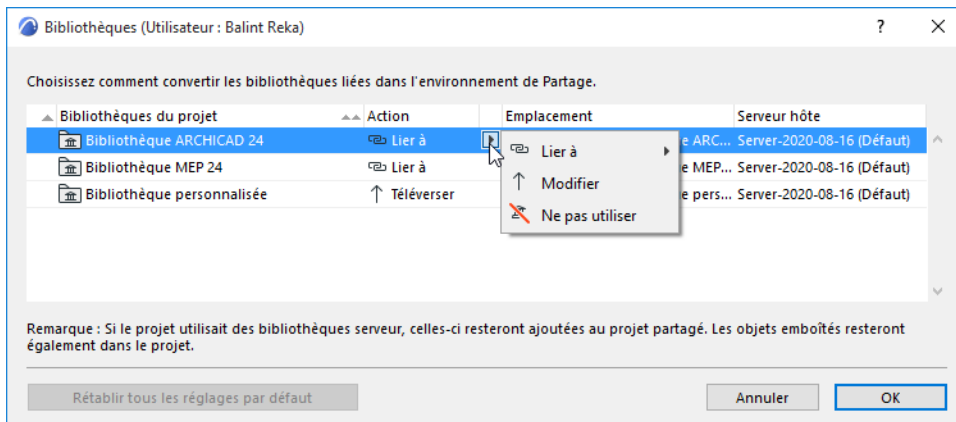 Bibliothèques (Utilisateur : Balint Reka)
Choisissez comment convertir les bibliothèques liées dans l'environnement de Partage.
Bibliothèques du projet Action Emplacement Serveur hôte
Bibliothèque ARCHICAD 24 Lier à e ARC... Server-2020-08-16 (Défaut)
Lier à
Bibliothèque MEP 24 Lier à e MEP... Server-2020-08-16 (Défaut)
Modifier
Bibliothèque personnalisée Téléverser e pers... Server-2020-08-16 (Défaut)
Ne pas utiliser
Remarque : Si le projet utilisait des bibliothèques serveur, celles-ci resteront ajoutées au projet partagé. Les objets emboîtés resteront
également dans le projet.
Rétablir tous les réglages par défaut Annuler OK